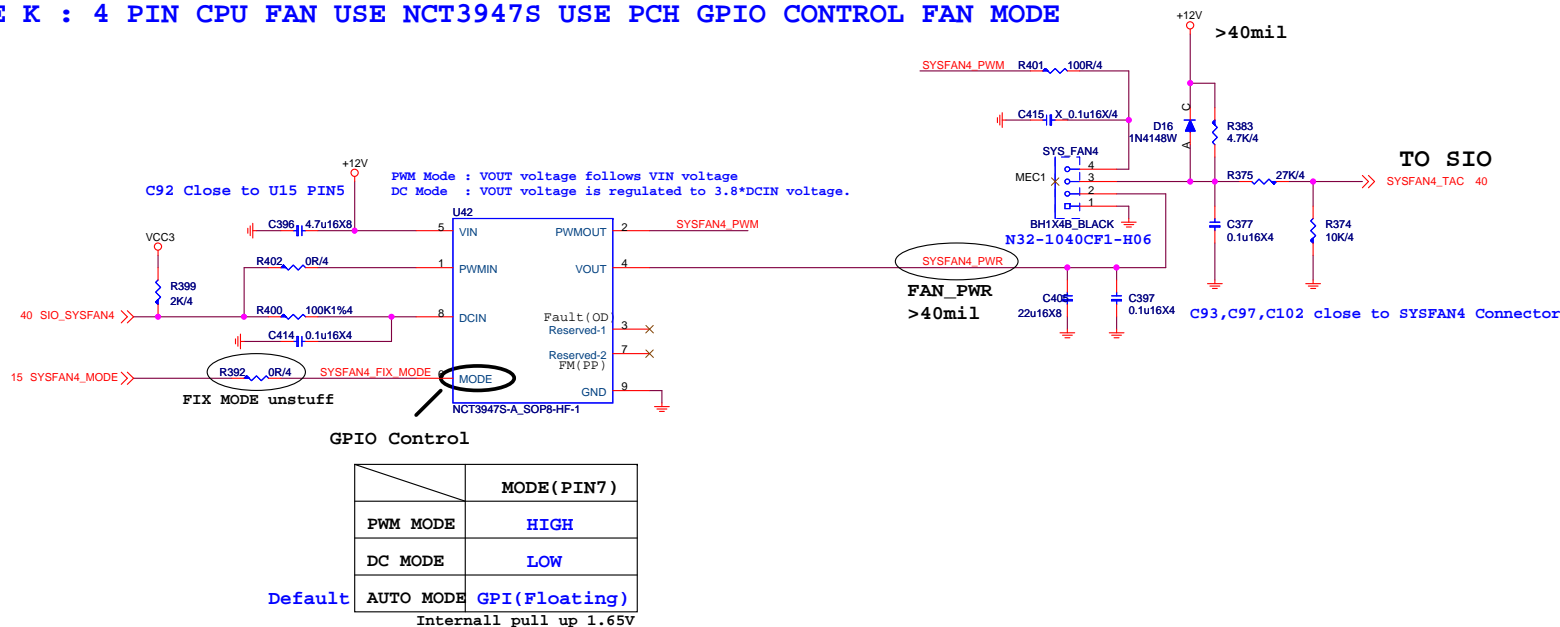 E K : 4 PIN CPU FAN USE NCT3947S USE PCH GPIO CONTROL FAN MODE
+12V
>40mil
SYSFAN4_PWM R401 100R/4
C415 X_0.1u16X/4
D16
1N4148W
C
A
R383
4.7K/4
SYS_FAN4
MEC1
4
3
2
1
BH1X4B_BLACK
N32-1040CF1-H06
TO SIO
R375 27K/4
SYSFAN4_TAC 40
C377
0.1u16X4
R374
10K/4
+12V
PWM Mode : VOUT voltage follows VIN voltage
DC Mode : VOUT voltage is regulated to 3.8*DCIN voltage.
C92 Close to U15 PIN5
C396 4.7u16X8
U42
5 VIN
PWMOUT 2
SYSFAN4_PWM
VCC3
R402 0R/4
1 PWMIN
VOUT 4
SYSFAN4_PWR
FAN_PWR
>40mil
R399
2K/4
40 SIO_SYSFAN4
R400 100K1%4
8 DCIN
C414 0.1u16X4
Fault(OD
Reserved-1 3
Reserved-2 7
FM(PP)
22u16X8
C397
0.1u16X4
C93,C97,C102 close to SYSFAN4 Connector
15 SYSFAN4_MODE
R392 0R/4
SYSFAN4_FIX_MODE
MODE
GND 9
FIX MODE unstuff
NCT3947S-A_SOP8-HF-1
GPIO Control
MODE(PIN7)
PWM MODE HIGH
DC MODE LOW
Default AUTO MODE GPI(Floating)
Internall pull up 1.65V